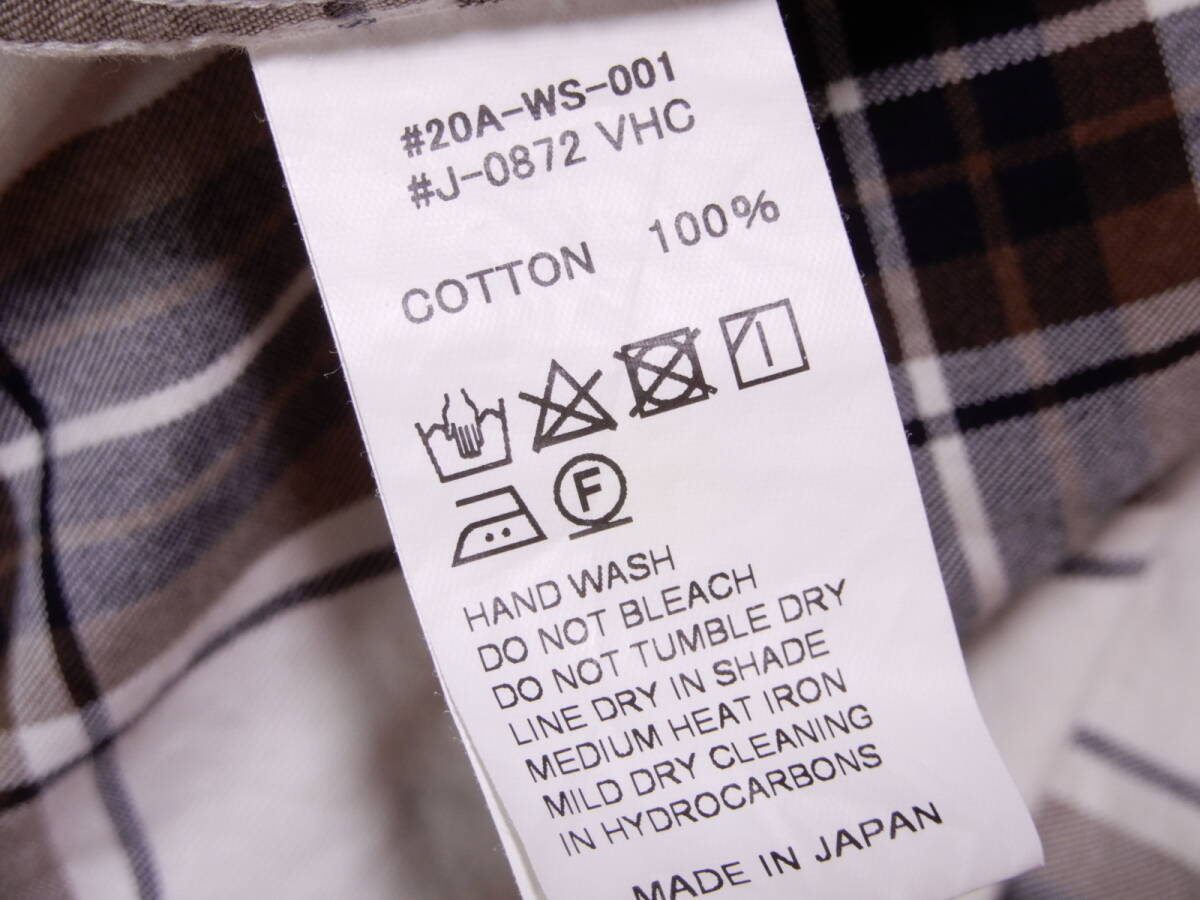 #20A-WS-001
#J-0872 VHC
COTTON 100%
F
HAND WASH
DO NOT BLEACH
DO NOT TUMBLE DRY
LINE DRY IN SHADE
MEDIUM HEAT IRON
MILD DRY CLEANING
IN HYDROCARBONS
MADE IN JAPAN